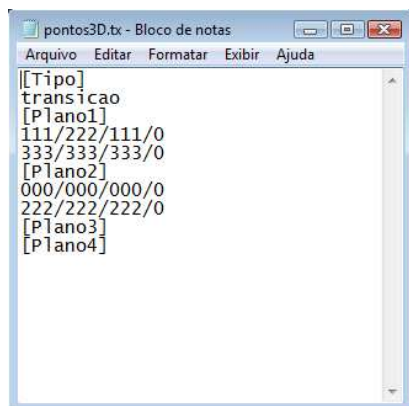 pontos3D.tx - Bloco de notas
Arquivo Editar Formatar Exibir Ajuda
[Tipo]
transicao
[Plano1]
111/222/111/0
333/333/333/0
[Plano2]
000/000/000/0
222/222/222/0
[Plano3]
[Plano4]